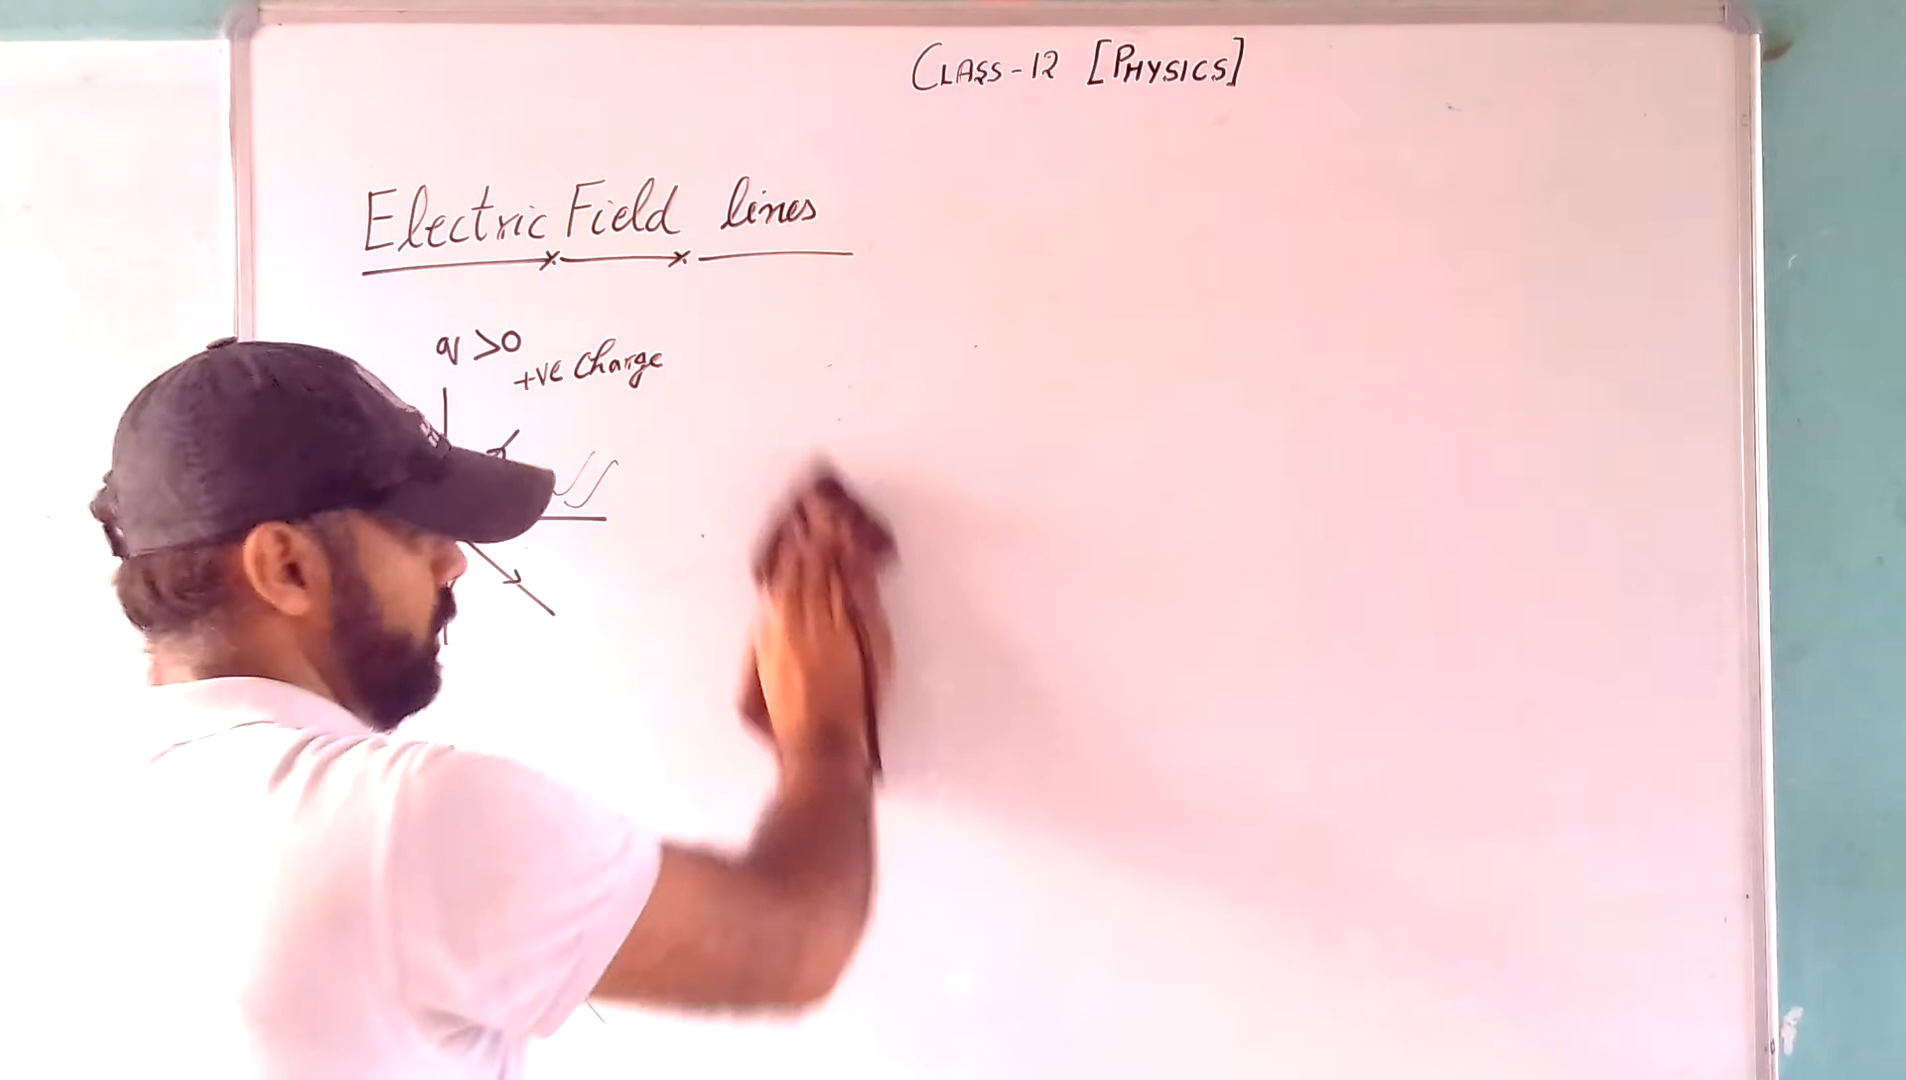 CLASS-12 [PHYSICS]
Electric Field lines
q >0
+ve Charge